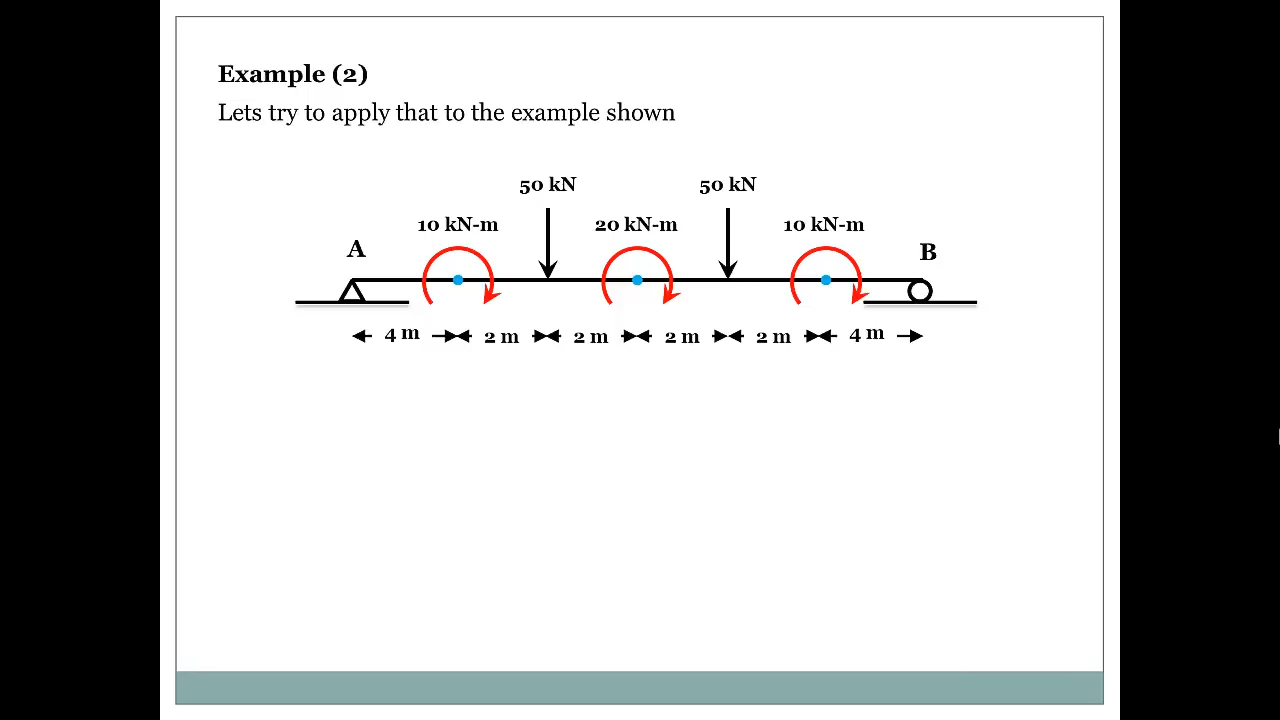 Example (2)
Lets try to apply that to the example shown
50 kN 50 kN
10 kN-m 20 kN-m 10 kN-m
A B
4 m 2 m 2 m 2 m 2 m 4 m